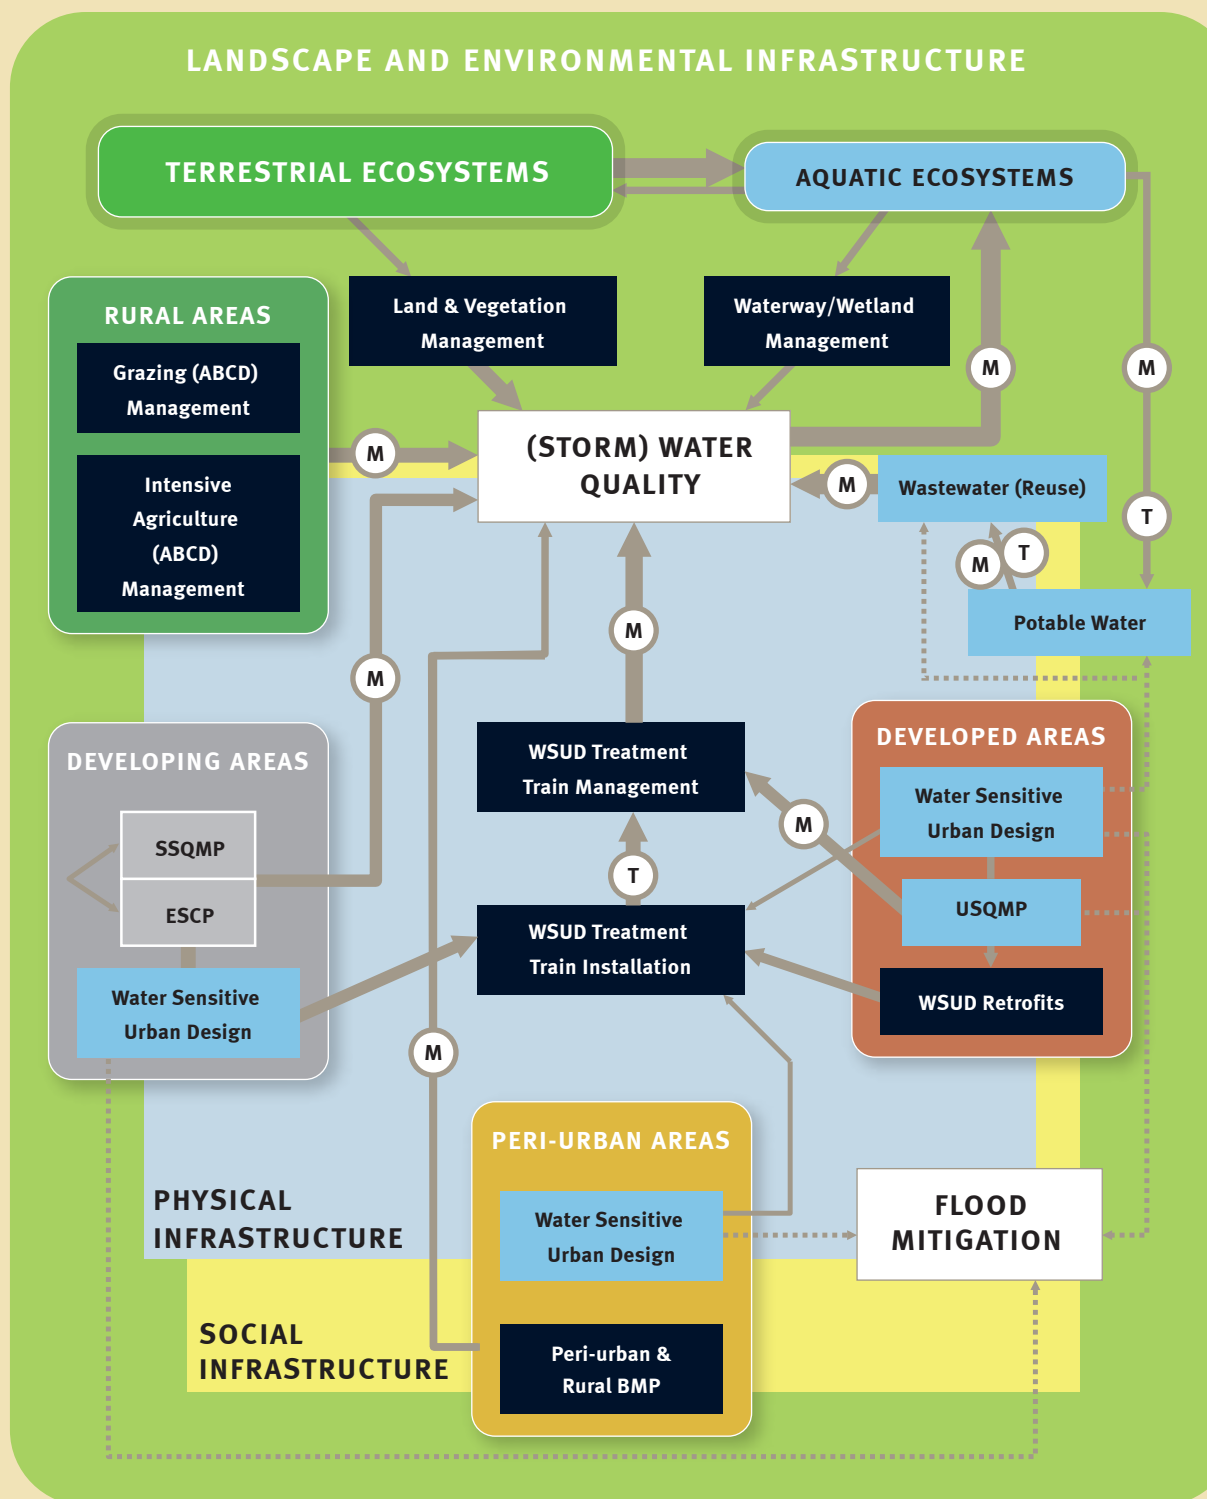 LANDSCAPE AND ENVIRONMENTAL INFRASTRUCTURE
TERRESTRIAL ECOSYSTEMS
AQUATIC ECOSYSTEMS
Land & Vegetation
Management
Waterway/Wetland
Management
RURAL AREAS
Grazing (ABCD)
Management
Intensive
Agriculture
(ABCD)
Management
M
M
M
(STORM) WATER
QUALITY
M
Wastewater (Reuse)
T
M
T
Potable Water
M
M
DEVELOPING AREAS
SSQMP
ESCP
Water Sensitive
Urban Design
WSUD Treatment
Train Management
M
T
WSUD Treatment
Train Installation
DEVELOPED AREAS
Water Sensitive
Urban Design
USQMP
WSUD Retrofits
M
PERI-URBAN AREAS
Water Sensitive
Urban Design
Peri-urban &
Rural BMP
FLOOD
MITIGATION
PHYSICAL
INFRASTRUCTURE
SOCIAL
INFRASTRUCTURE